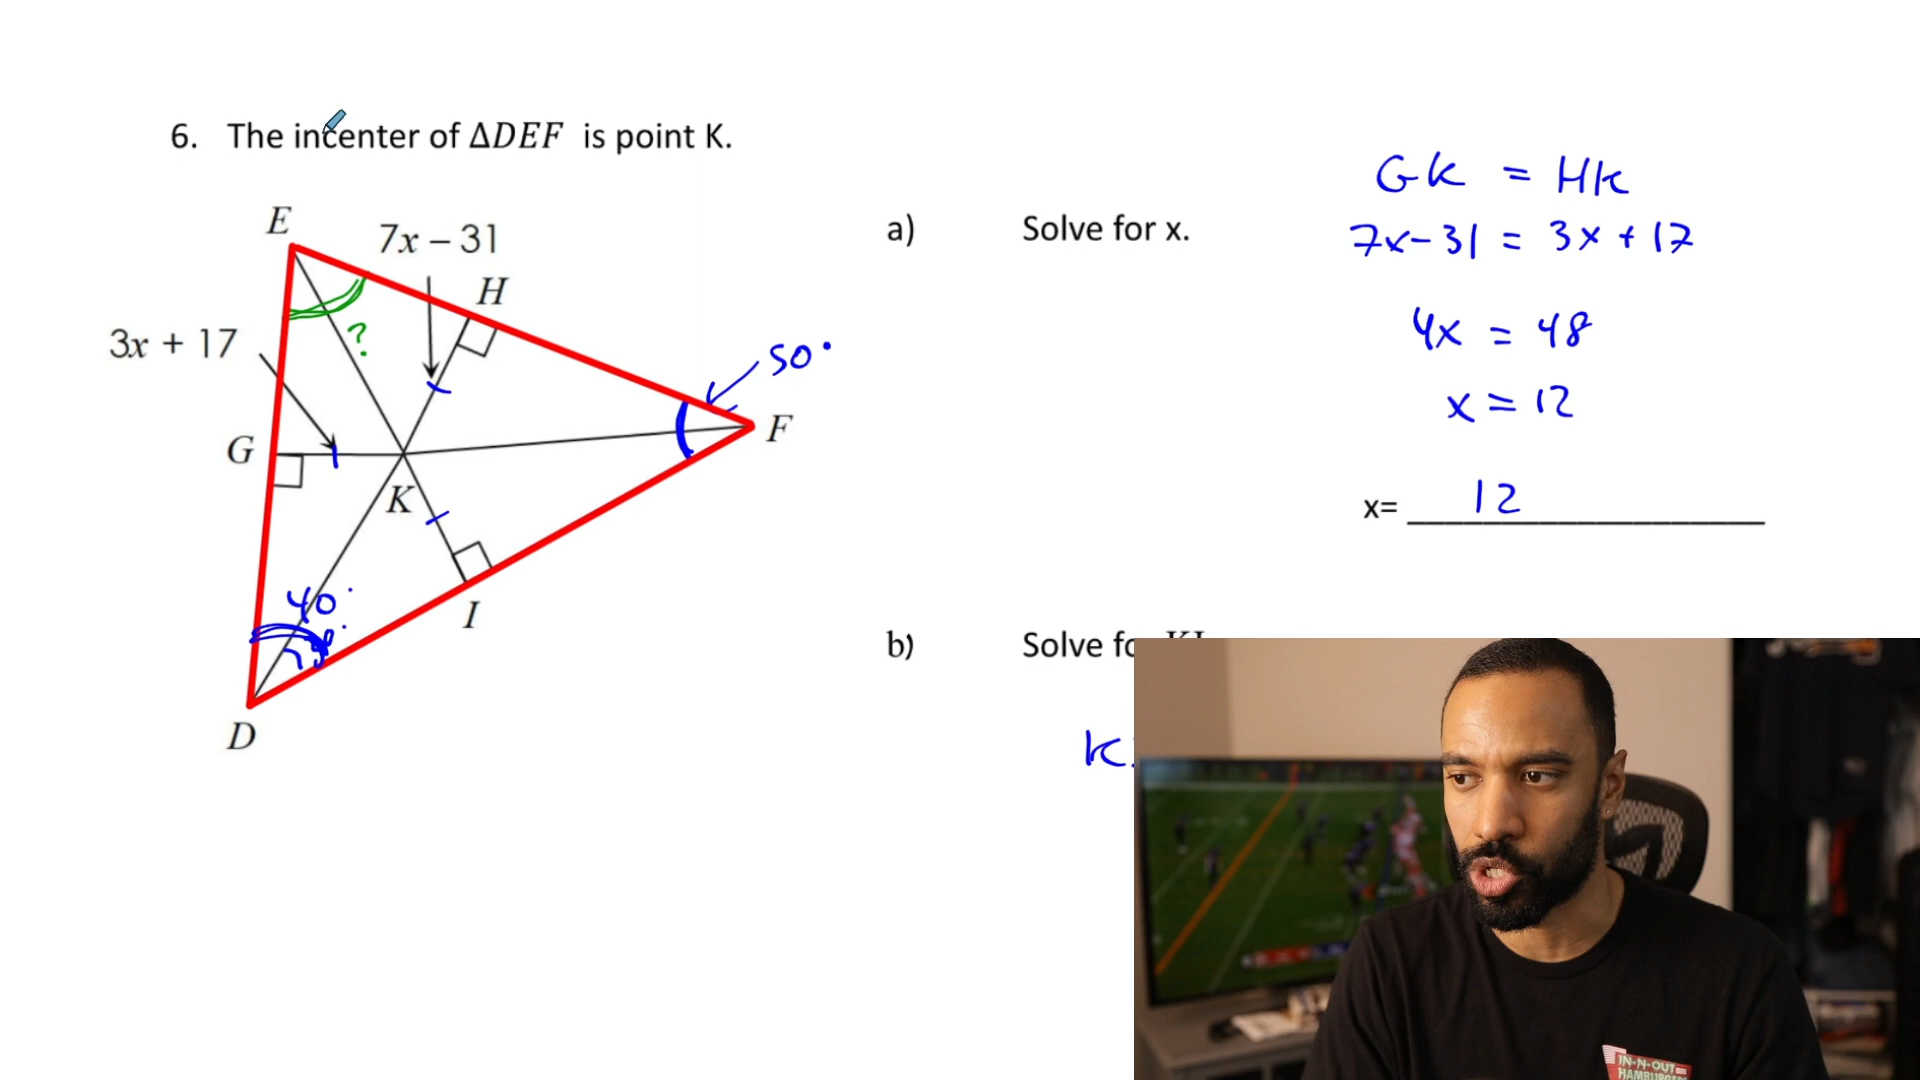 6. The incenter of ΔDEF is point K.
E
7x – 31
H
3x + 17
?
50°
F
G
K
40°
I
D
a) Solve for x.
GK = HK
7x-31 = 3x+17
4x = 48
x = 12
x= 12
b) Solve
K
IN-N-OUT
HAMBURGERS